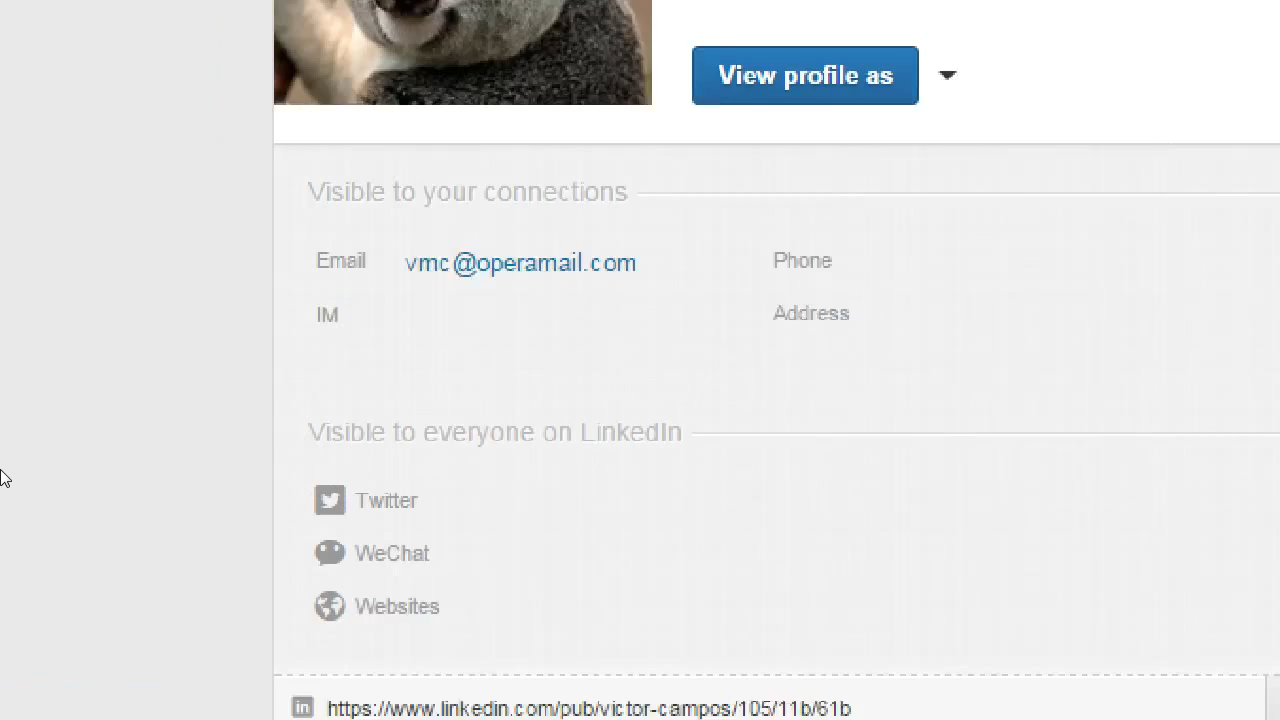 View profile as
Visible to your connections
Email vmc@operamail.com Phone
IM Address
Visible to everyone on LinkedIn
Twitter
WeChat
Websites
in https://www.linkedin.com/pub/victor-campos/105/11b/61b